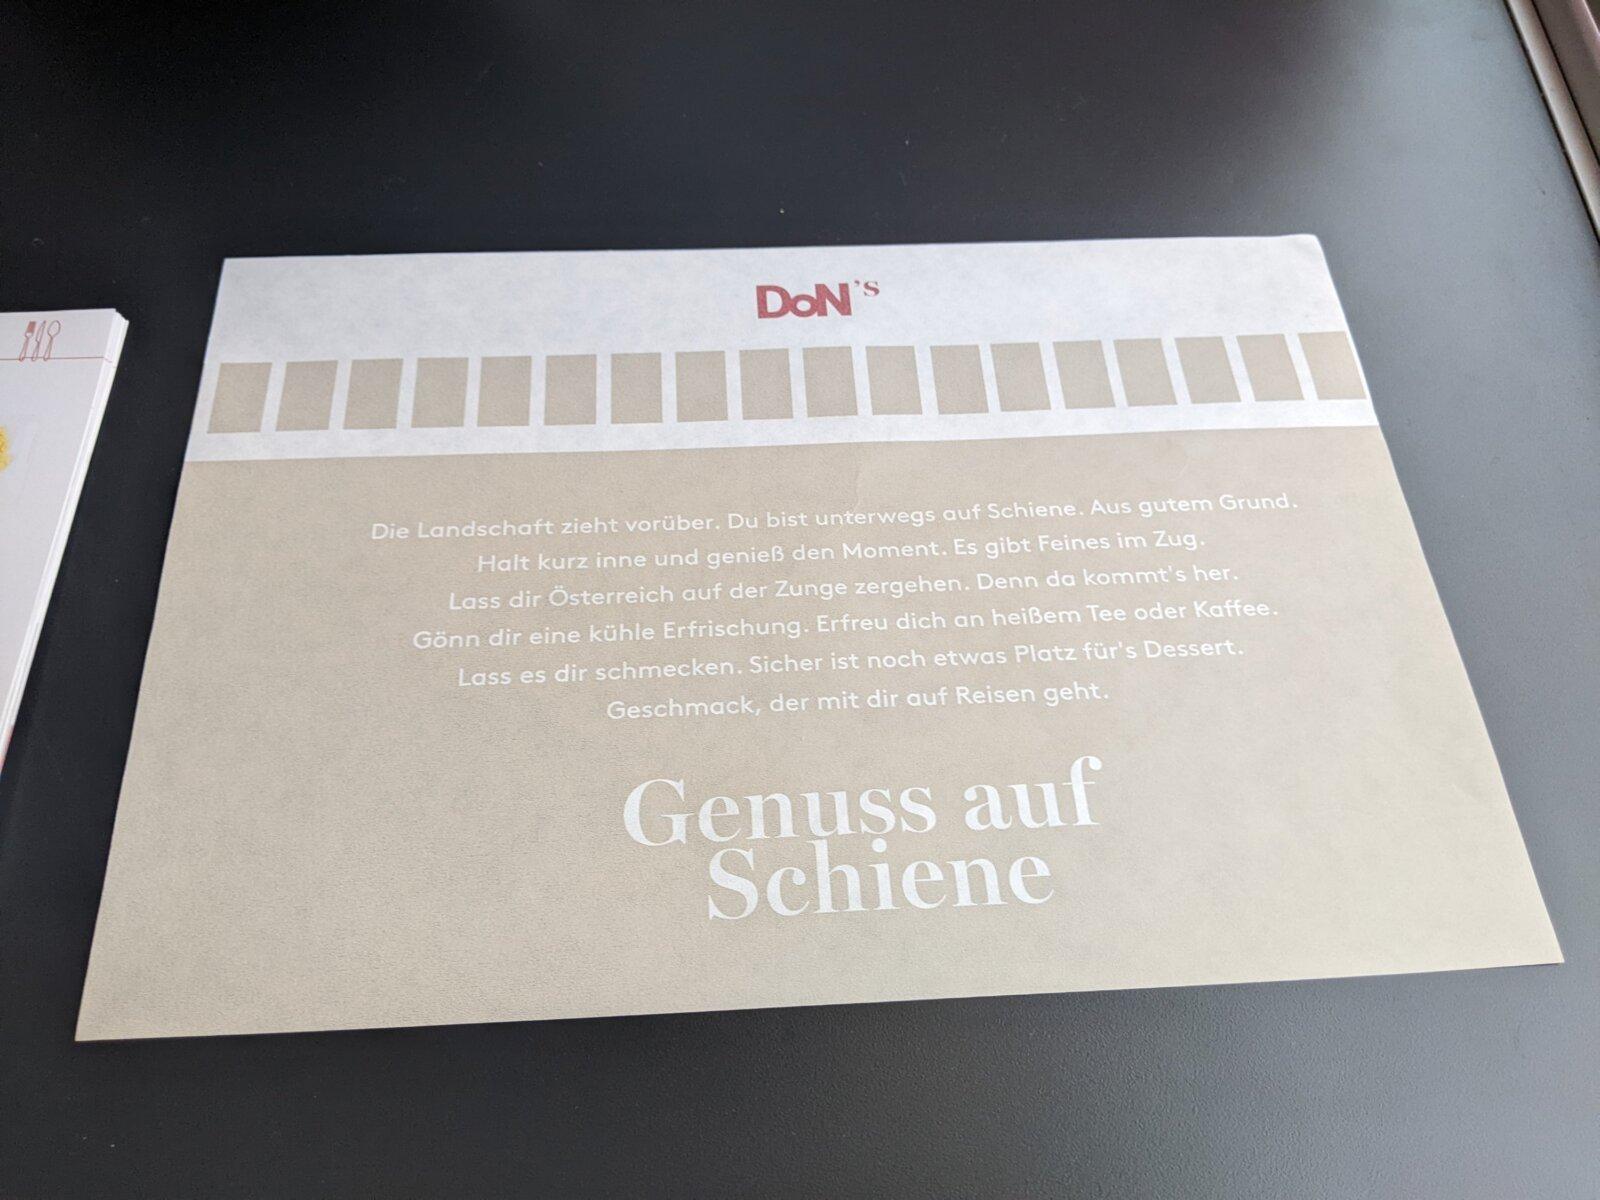 DoN's
Die Landschaft zieht vorüber. Du bist unterwegs auf Schiene. Aus gutem Grund.
Halt kurz inne und genieß den Moment. Es gibt Feines im Zug.
Lass dir Österreich auf der Zunge zergehen. Denn da kommt's her.
Gönn dir eine kühle Erfrischung. Erfreu dich an heißem Tee oder Kaffee.
Lass es dir schmecken. Sicher ist noch etwas Platz für's Dessert.
Geschmack, der mit dir auf Reisen geht.
Genuss auf
Schiene